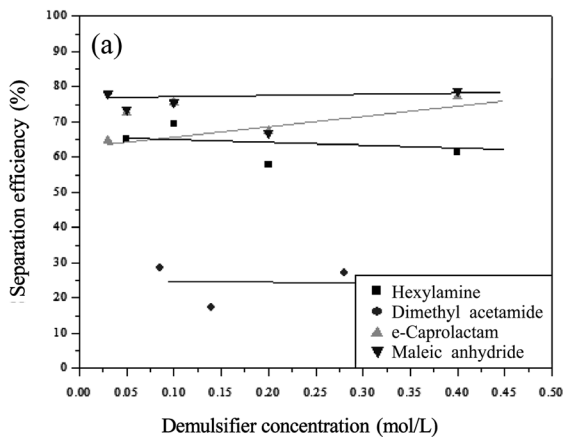 (a)
Separation efficiency (%)
100
90
80
70
60
50
40
30
20
10
0
0.00 0.05 0.10 0.15 0.20 0.25 0.30 0.35 0.40 0.45 0.50
Demulsifier concentration (mol/L)
Hexylamine
Dimethyl acetamide
e-Caprolactam
Maleic anhydride